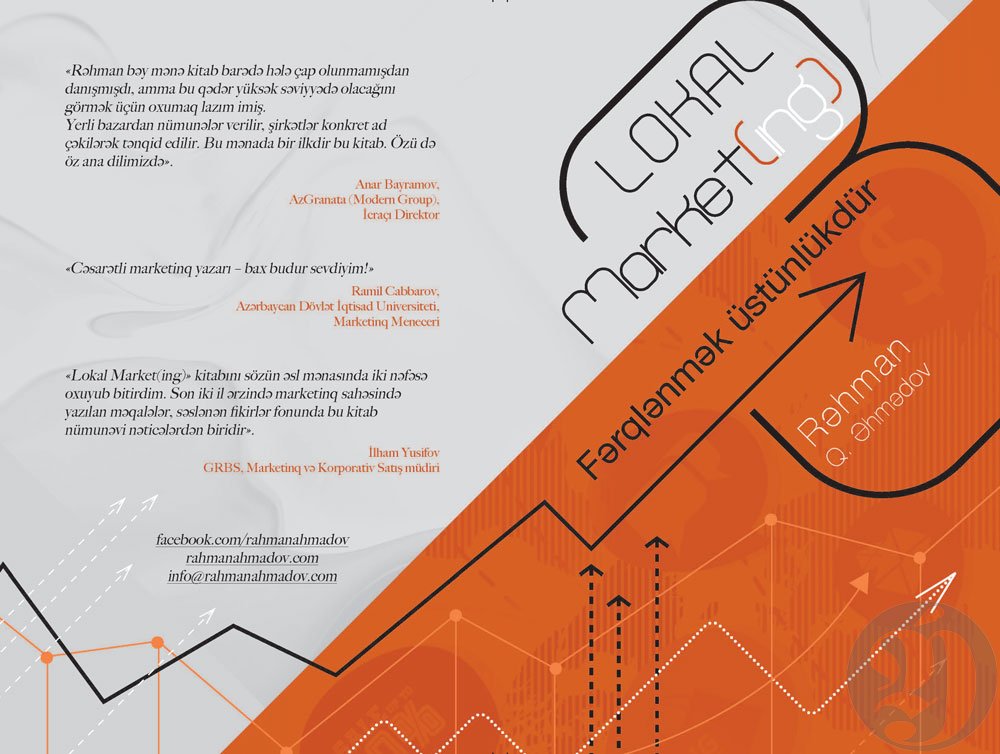 «Rəhman bəy mənə kitab barədə hələ çap olunmamışdan
danışmışdı, amma bu qədər yüksək səviyyədə olacağını
görmək üçün oxumaq lazım imiş.
Yerli bazardan nümunələr verilir, şirkətlər konkret ad
çəkilərək tənqid edilir. Bu mənada bir ilkdir bu kitab. Özü də
öz ana dilimizdə».
Anar Bayramov,
AzGranata (Modern Group),
İcraçı Direktor
«Cəsarətli marketinq yazarı – bax budur sevdiyim!»
Ramil Cabbarov,
Azərbaycan Dövlət İqtisad Universiteti,
Marketinq Meneceri
«Lokal Market(ing)» kitabını sözün əsl mənasında iki nəfəsə
oxuyub bitirdim. Son iki il ərzində marketinq sahəsində
yazılan məqalələr, səslənən fikirlər fonunda bu kitab
nümunəvi nəticələrdən biridir».
İlham Yusifov
GRBS, Marketinq və Korporativ Satış müdiri
facebook.com/rahmanahmadov
rahmanahmadov.com
info@rahmanahmadov.com
LOKAL
market(ing)
Fərqlənmək üstünlükdür
Rəhman
Q. Əhmədov
$